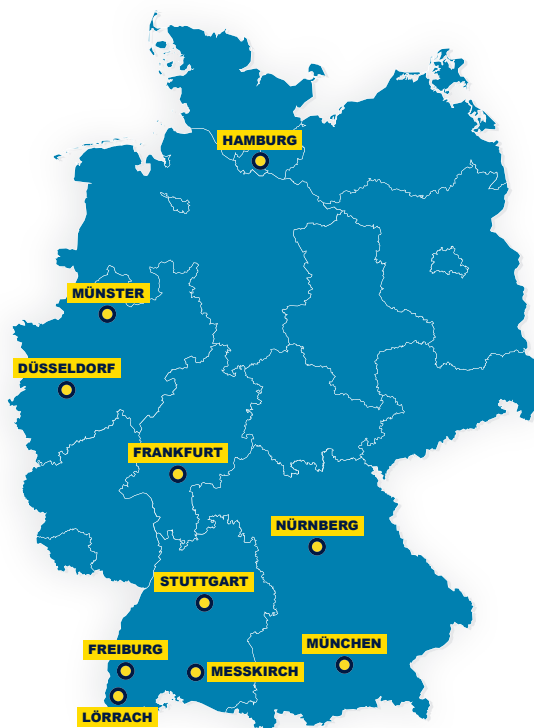 HAMBURG
MÜNSTER
DÜSSELDORF
FRANKFURT
NÜRNBERG
STUTTGART
MÜNCHEN
FREIBURG
MESSKIRCH
LÖRRACH